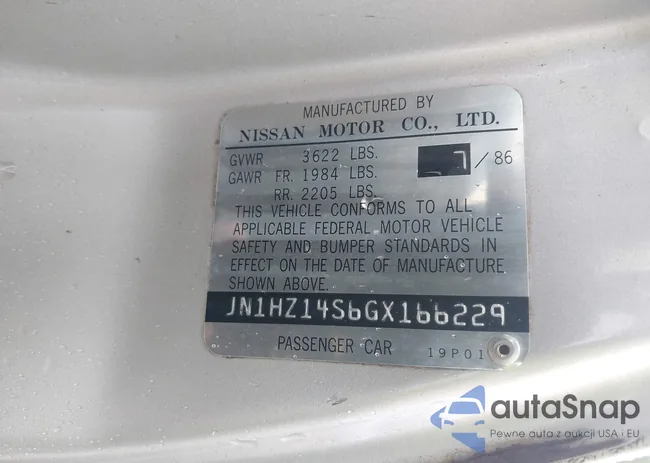 MANUFACTURED BY
NISSAN MOTOR CO., LTD.
GVWR 3622 LBS. 7/86
GAWR FR. 1984 LBS.
RR. 2205 LBS.
THIS VEHICLE CONFORMS TO ALL
APPLICABLE FEDERAL MOTOR VEHICLE
SAFETY AND BUMPER STANDARDS IN
EFFECT ON THE DATE OF MANUFACTURE
SHOWN ABOVE.
JN1HZ14S6GX166229
PASSENGER CAR 19P01
autaSnap
Pewne auta z aukcji USA i EU